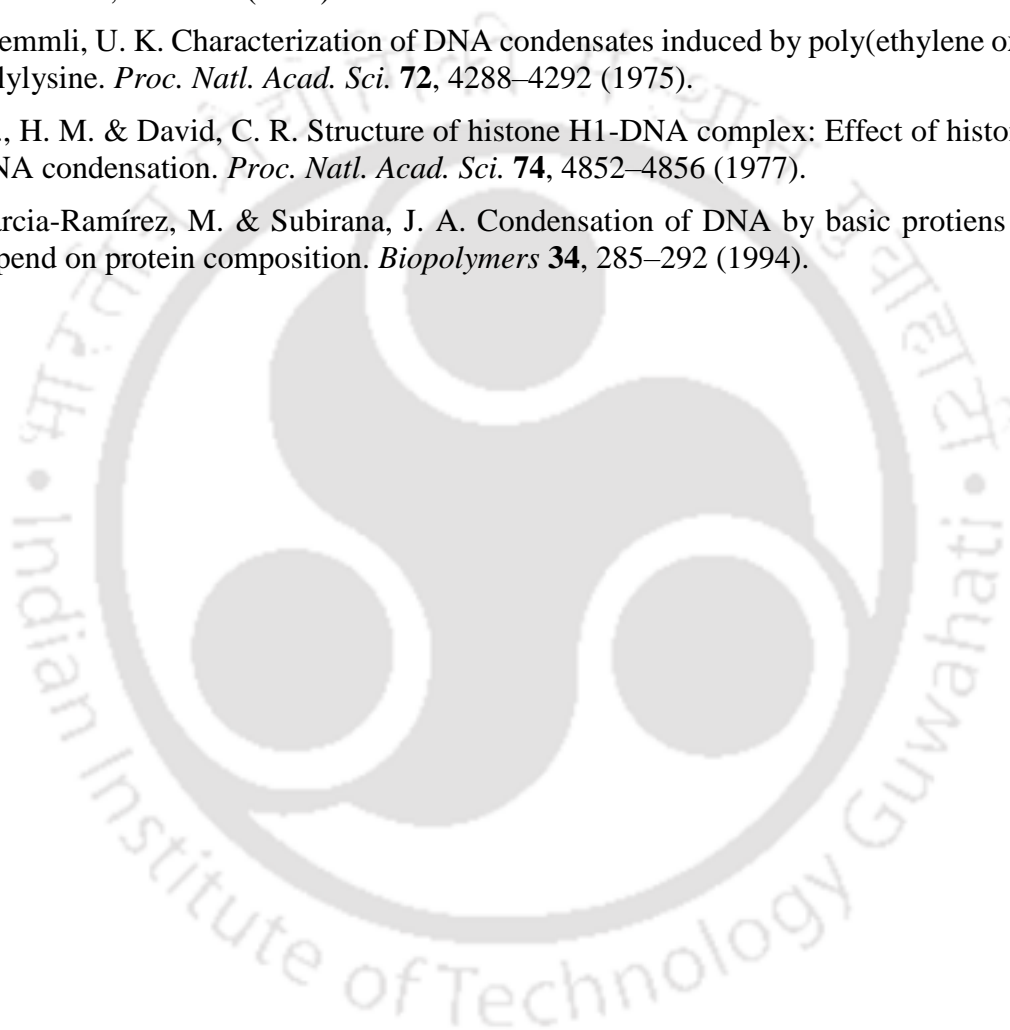 emmli, U. K. Characterization of DNA condensates induced by poly(ethylene o
lylysine. Proc. Natl. Acad. Sci. 72, 4288–4292 (1975).
., H. M. & David, C. R. Structure of histone H1-DNA complex: Effect of histo
NA condensation. Proc. Natl. Acad. Sci. 74, 4852–4856 (1977).
arcia-Ramírez, M. & Subirana, J. A. Condensation of DNA by basic protiens
pend on protein composition. Biopolymers 34, 285–292 (1994).
Indian Institute of Technology Guwahati